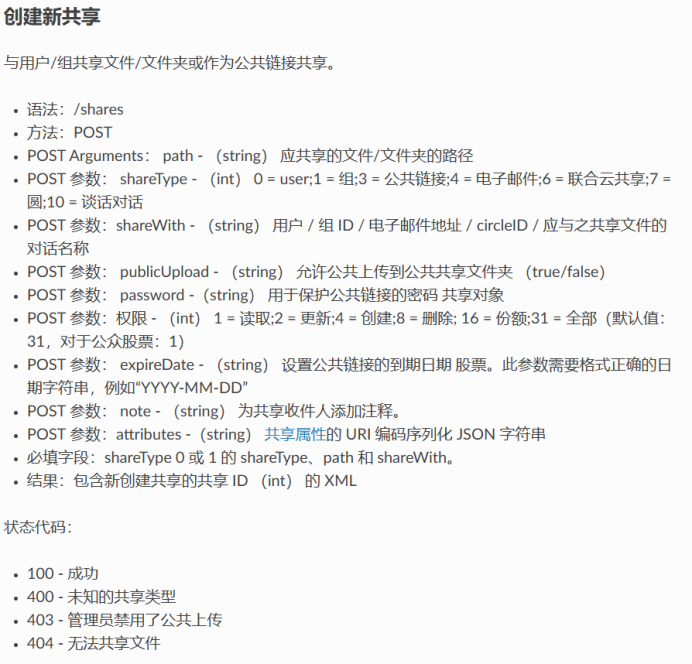 创建新共享
与用户/组共享文件/文件夹或作为公共链接共享。
• 语法：/shares
• 方法：POST
• POST Arguments： path - （string） 应共享的文件/文件夹的路径
• POST 参数： shareType - （int） 0 = user;1 = 组;3 = 公共链接;4 = 电子邮件;6 = 联合云共享;7 =
圆;10 = 谈话对话
• POST 参数：shareWith - （string） 用户 / 组 ID / 电子邮件地址 / circleID / 应与之共享文件的
对话名称
• POST 参数： publicUpload - （string） 允许公共上传到公共共享文件夹 （true/false）
• POST 参数： password -（string） 用于保护公共链接的密码 共享对象
• POST 参数：权限 - （int） 1 = 读取;2 = 更新;4 = 创建;8 = 删除; 16 = 份额;31 = 全部（默认值：
31，对于公众股票：1）
• POST 参数： expireDate - （string） 设置公共链接的到期日期 股票。此参数需要格式正确的日
期字符串，例如“YYYY-MM-DD”
• POST 参数： note - （string） 为共享收件人添加注释。
• POST 参数：attributes -（string） 共享属性的 URI 编码序列化 JSON 字符串
• 必填字段：shareType 0 或 1 的 shareType、path 和 shareWith。
• 结果：包含新创建共享的共享 ID （int） 的 XML
状态代码：
• 100 - 成功
• 400 - 未知的共享类型
• 403 - 管理员禁用了公共上传
• 404 - 无法共享文件